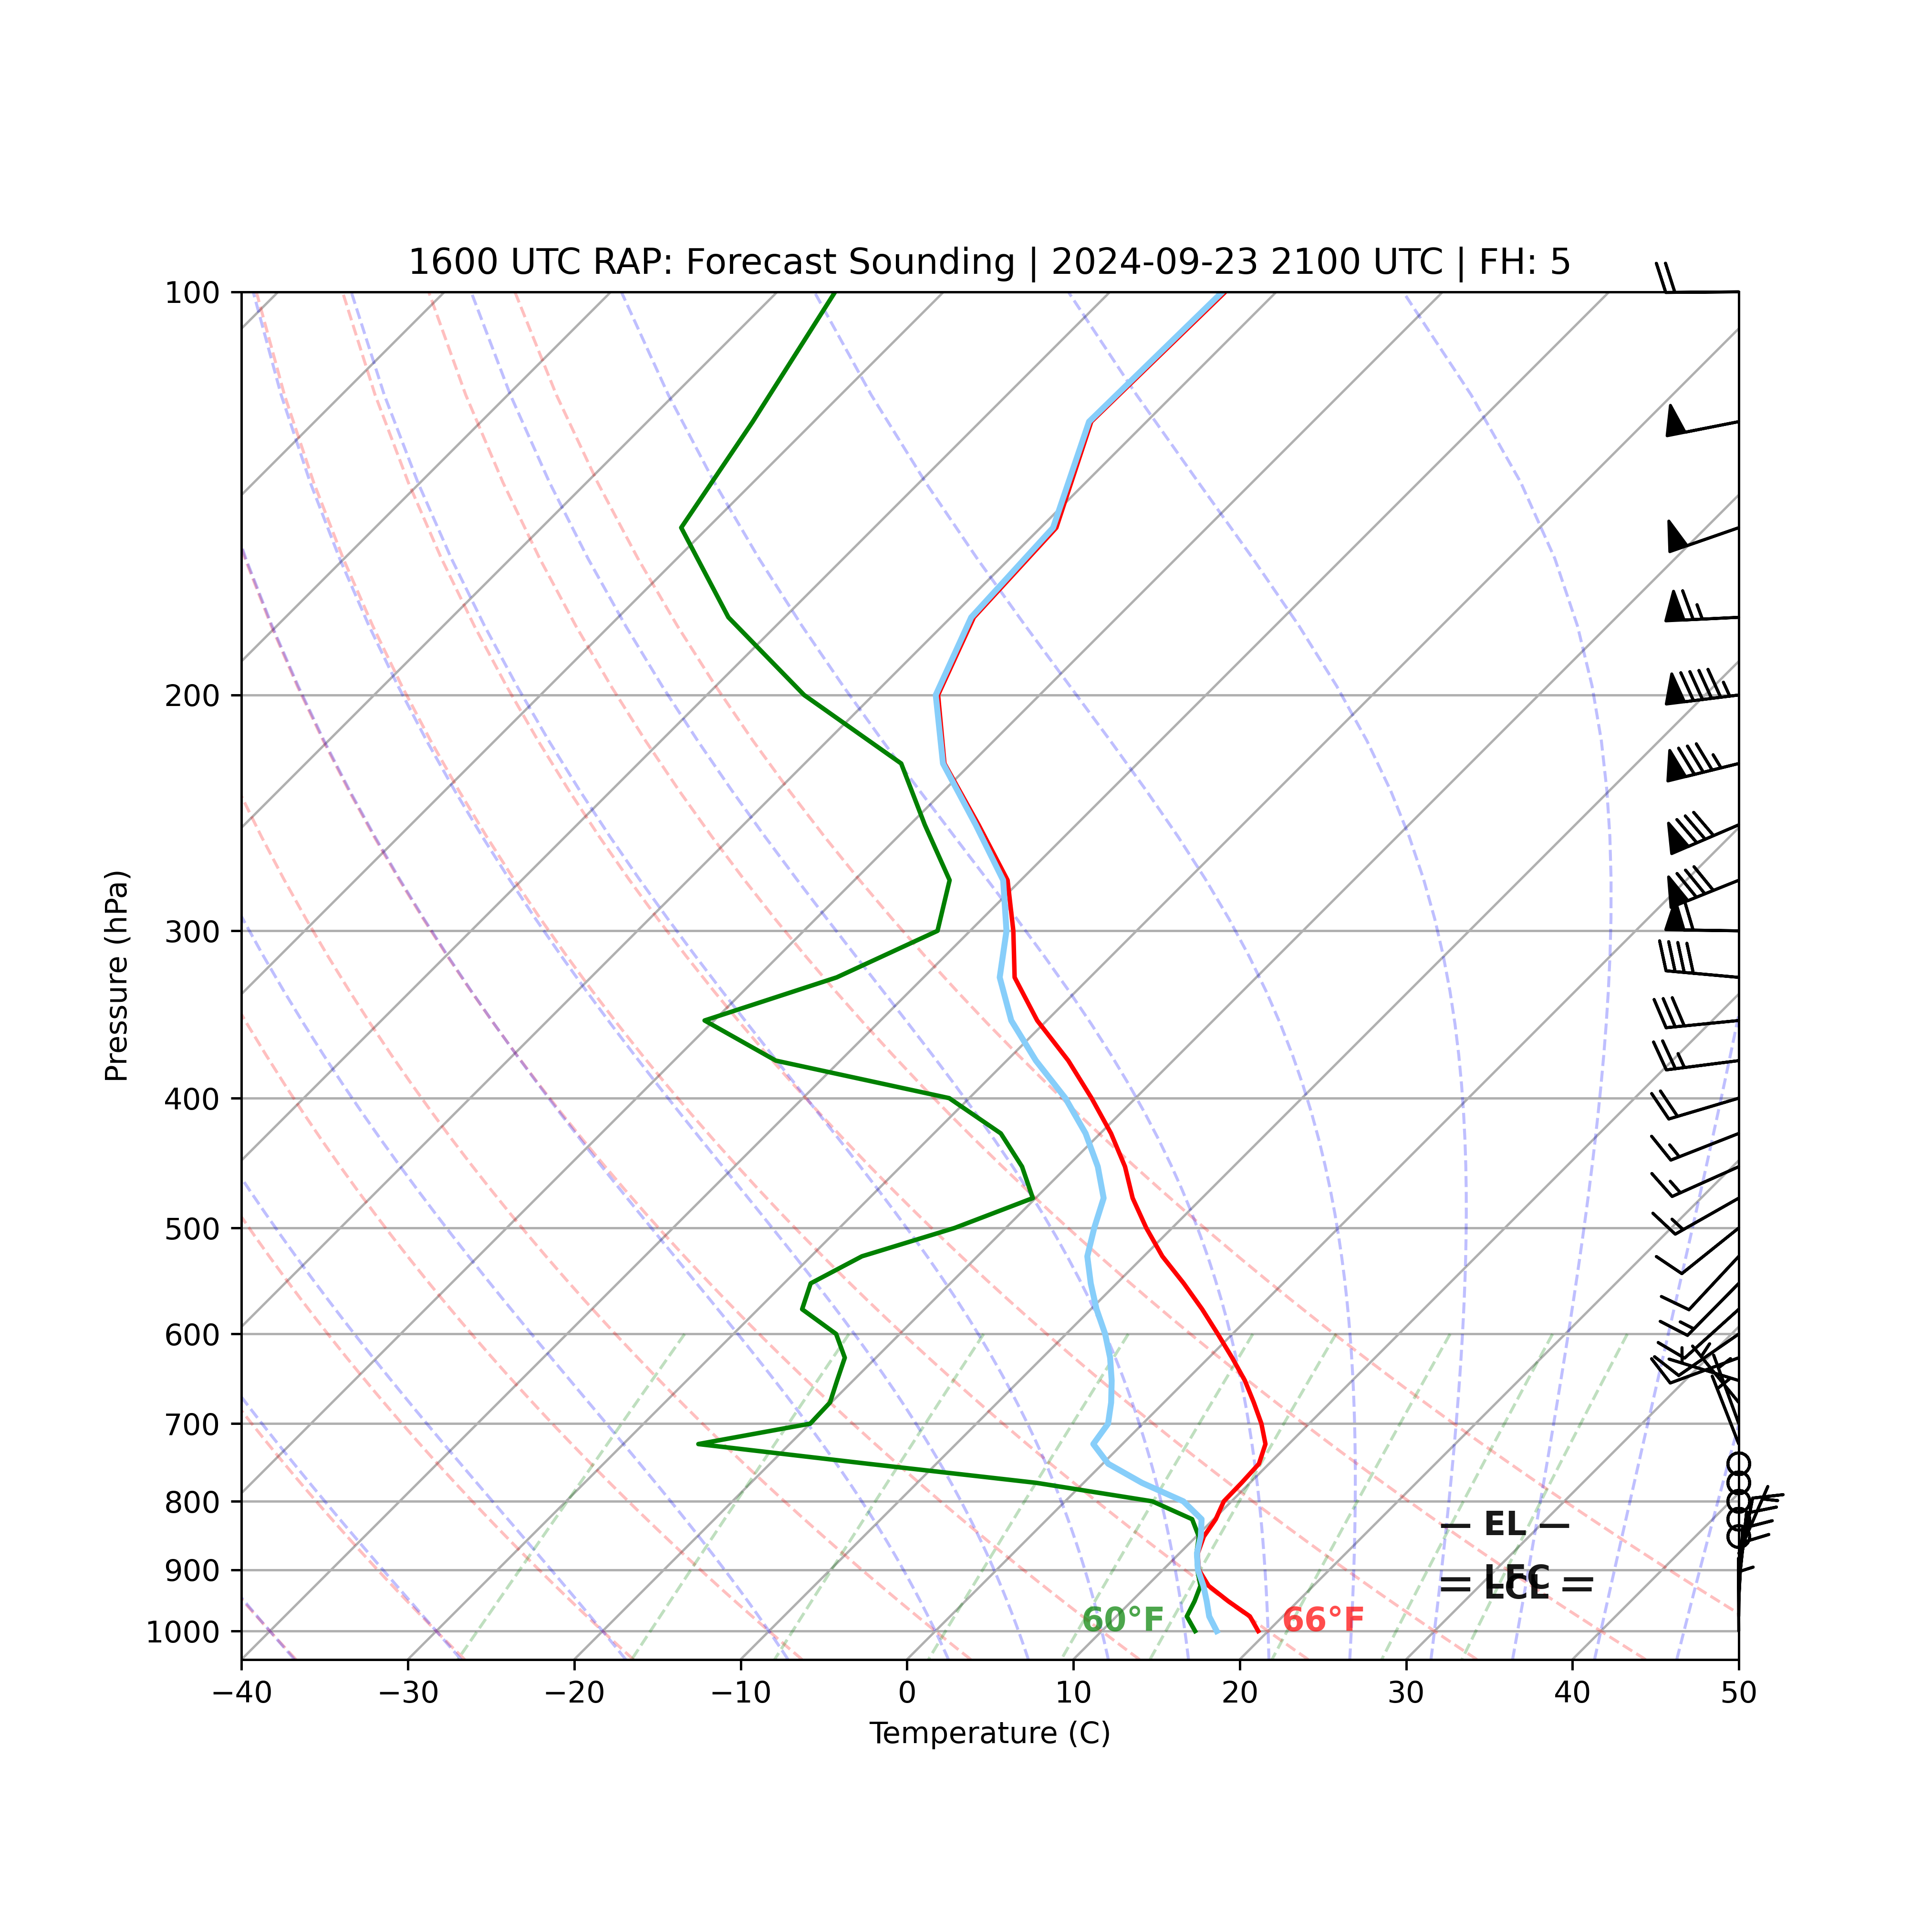 1600 UTC RAP: Forecast Sounding | 2024-09-23 2100 UTC | FH: 5
100
200
300
400
500
600
700
800
900
1000
Pressure (hPa)
— EL —
— LFC —
— LCL —
60°F
66°F
−40 −30 −20 −10 0 10 20 30 40 50
Temperature (C)